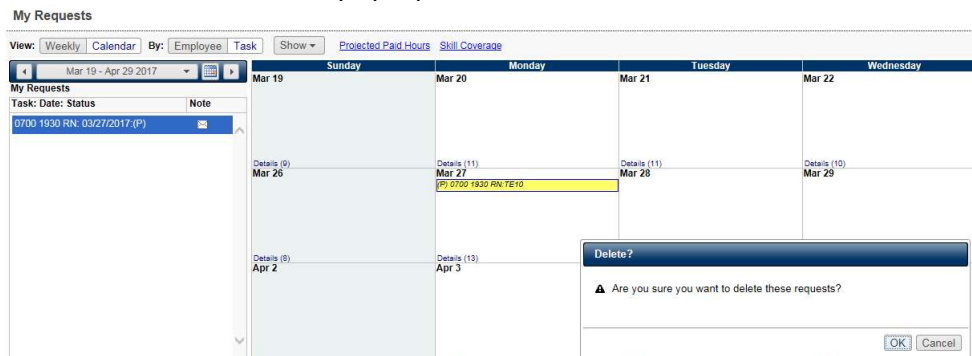 My Requests
View: Weekly Calendar By: Employee Task Show Projected Paid Hours Skill Coverage
Mar 19 - Apr 29 2017
My Requests
Task: Date: Status Note
0700 1930 RN: 03/27/2017:(P)
Sunday Monday Tuesday Wednesday
Mar 19 Mar 20 Mar 21 Mar 22
Details (9) Details (11) Details (11) Details (10)
Mar 26 Mar 27 Mar 28 Mar 29
(P) 0700 1930 RN:TE10
Details (8) Details (13)
Apr 2 Apr 3
Delete?
Are you sure you want to delete these requests?
OK Cancel